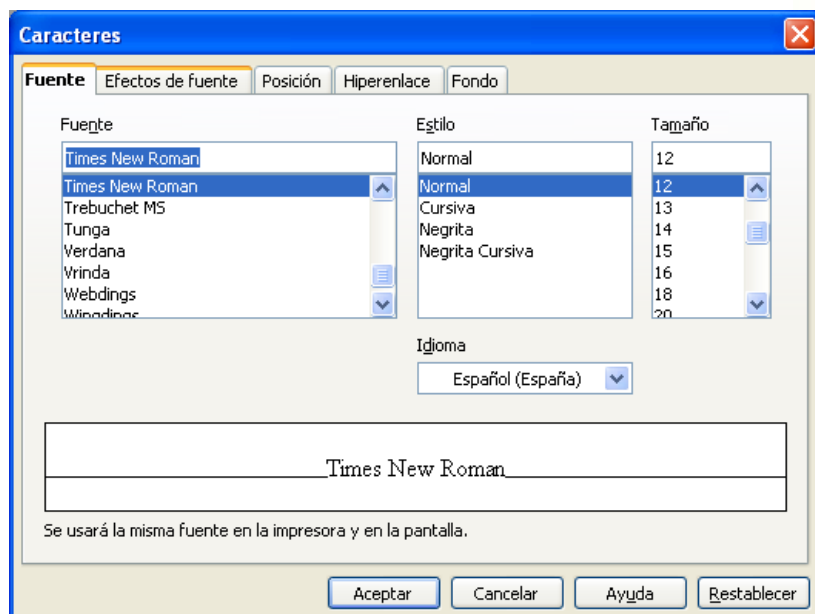 Caracteres
Fuente Efectos de fuente Posición Hiperenlace Fondo
Fuente Estilo Tamaño
Times New Roman Normal 12
Times New Roman Normal 12
Trebuchet MS Cursiva 13
Tunga Negrita 14
Verdana Negrita Cursiva 15
Vrinda 16
Webdings 18
Wingdings 20
Idioma
Español (España)
Times New Roman
Se usará la misma fuente en la impresora y en la pantalla.
Aceptar Cancelar Ayuda Restablecer